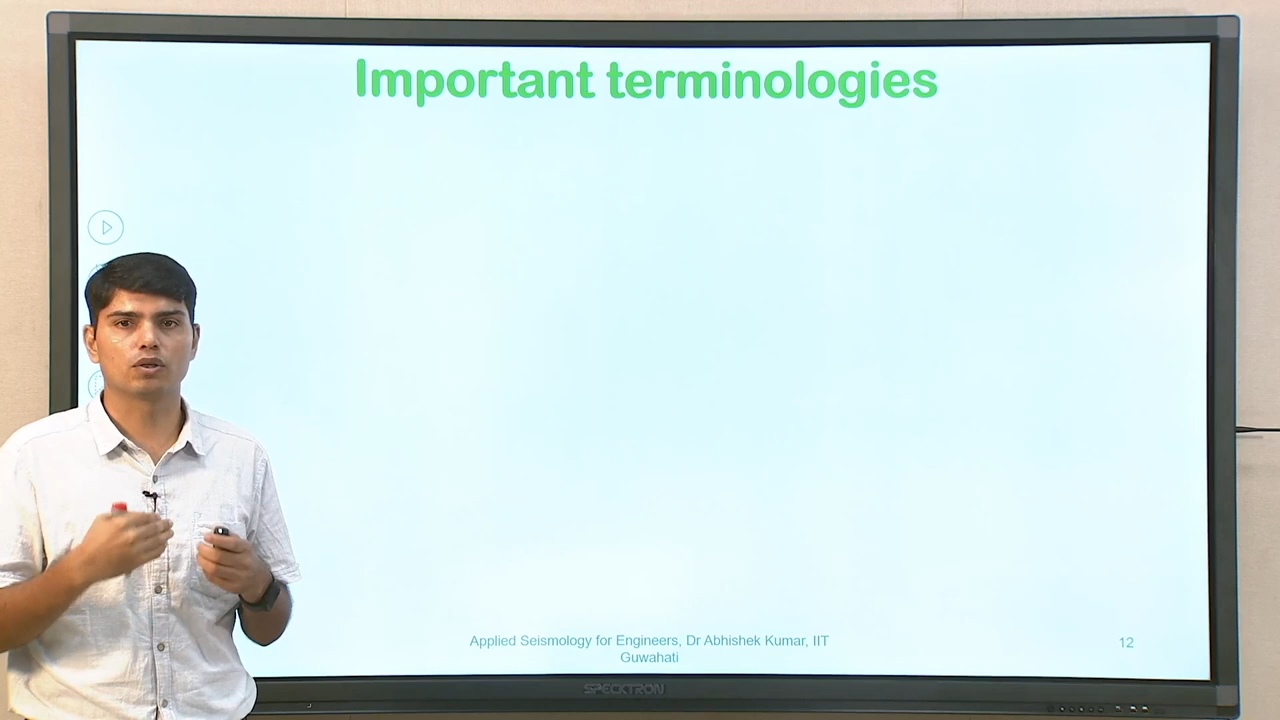 Important terminologies
Applied Seismology for Engineers, Dr Abhishek Kumar, IIT
Guwahati
12
SPECKTRON